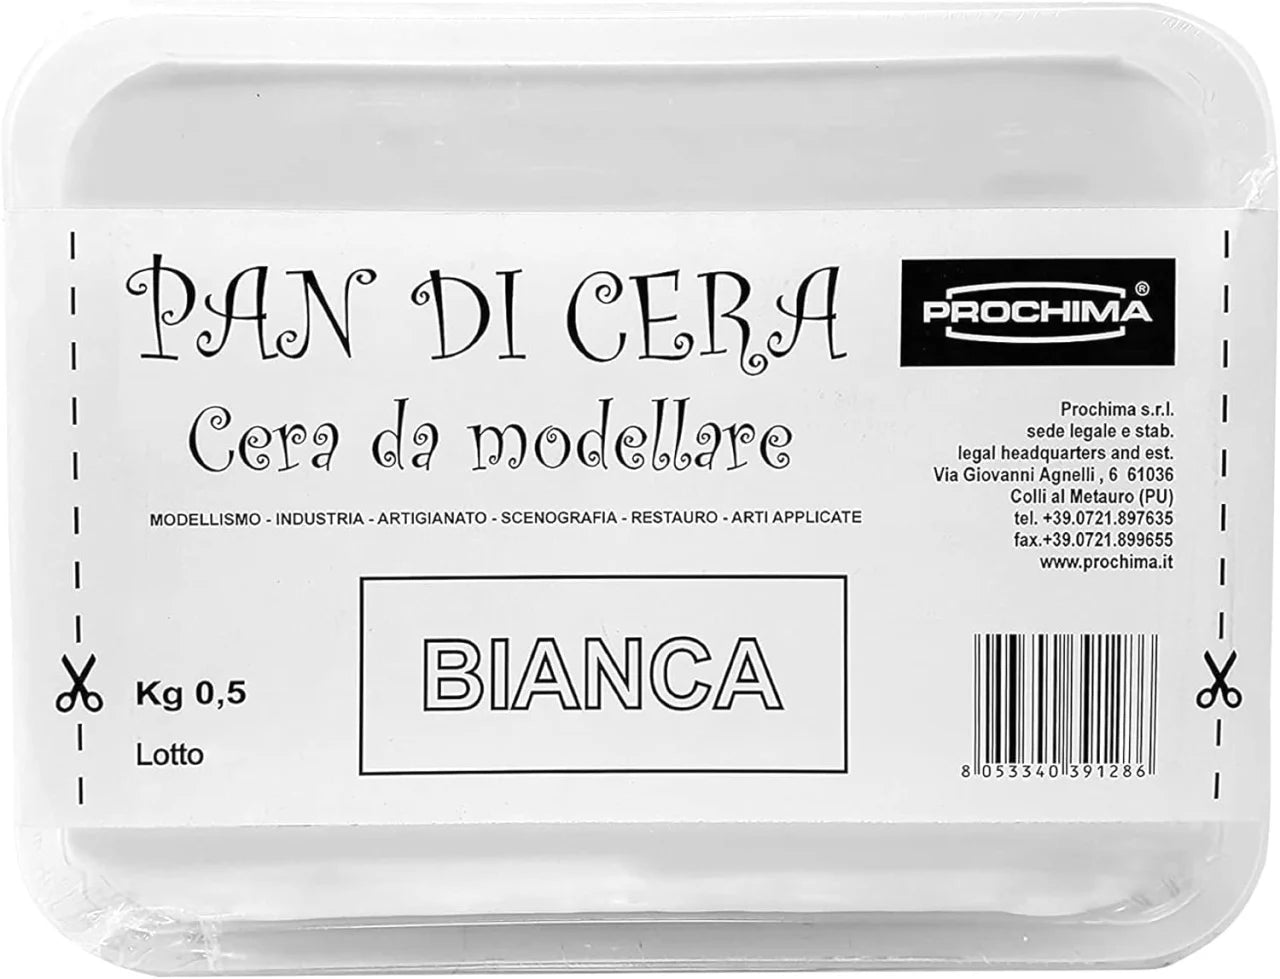 PAN DI CERA
Cera da modellare
MODELLISMO - INDUSTRIA - ARTIGIANATO - SCENOGRAFIA - RESTAURO - ARTI APPLICATE
BIANCA
Kg 0,5
Lotto
PROCHIMA®
Prochima s.r.l.
sede legale e stab.
legal headquarters and est.
Via Giovanni Agnelli , 6 61036
Colli al Metauro (PU)
tel. +39.0721.897635
fax.+39.0721.899655
www.prochima.it
8 053340 391286